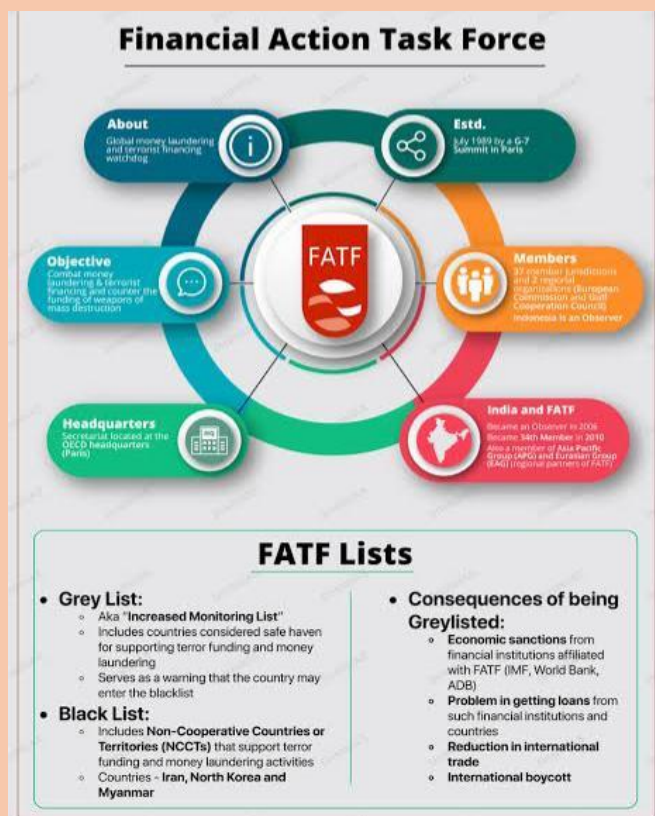 Financial Action Task Force
About
Global money laundering
and terrorist financing
watchdog
Estd.
July 1989 by a G-7
Summit in Paris
Objective
Combat money
laundering & terrorist
financing and counter the
funding of weapons of
mass destruction
FATF
Members
37 member jurisdictions
and 2 regional
organisations (European
Commission and Gulf
Cooperation Council)
Indonesia is an Observer
Headquarters
Secretariat located at the
OECD headquarters
(Paris)
HQ
India and FATF
Became an Observer in 2006
Became 34th Member in 2010
Also a member of Asia Pacific
Group (APG) and Eurasian Group
(EAG) (regional partners of FATF)
FATF Lists
• Grey List:
◦ Aka "Increased Monitoring List"
◦ Includes countries considered safe haven
for supporting terror funding and money
laundering
◦ Serves as a warning that the country may
enter the blacklist
• Black List:
◦ Includes Non-Cooperative Countries or
Territories (NCCTs) that support terror
funding and money laundering activities
◦ Countries - Iran, North Korea and
Myanmar
• Consequences of being
Greylisted:
◦ Economic sanctions from
financial institutions affiliated
with FATF (IMF, World Bank,
ADB)
◦ Problem in getting loans from
such financial institutions and
countries
◦ Reduction in international
trade
◦ International boycott